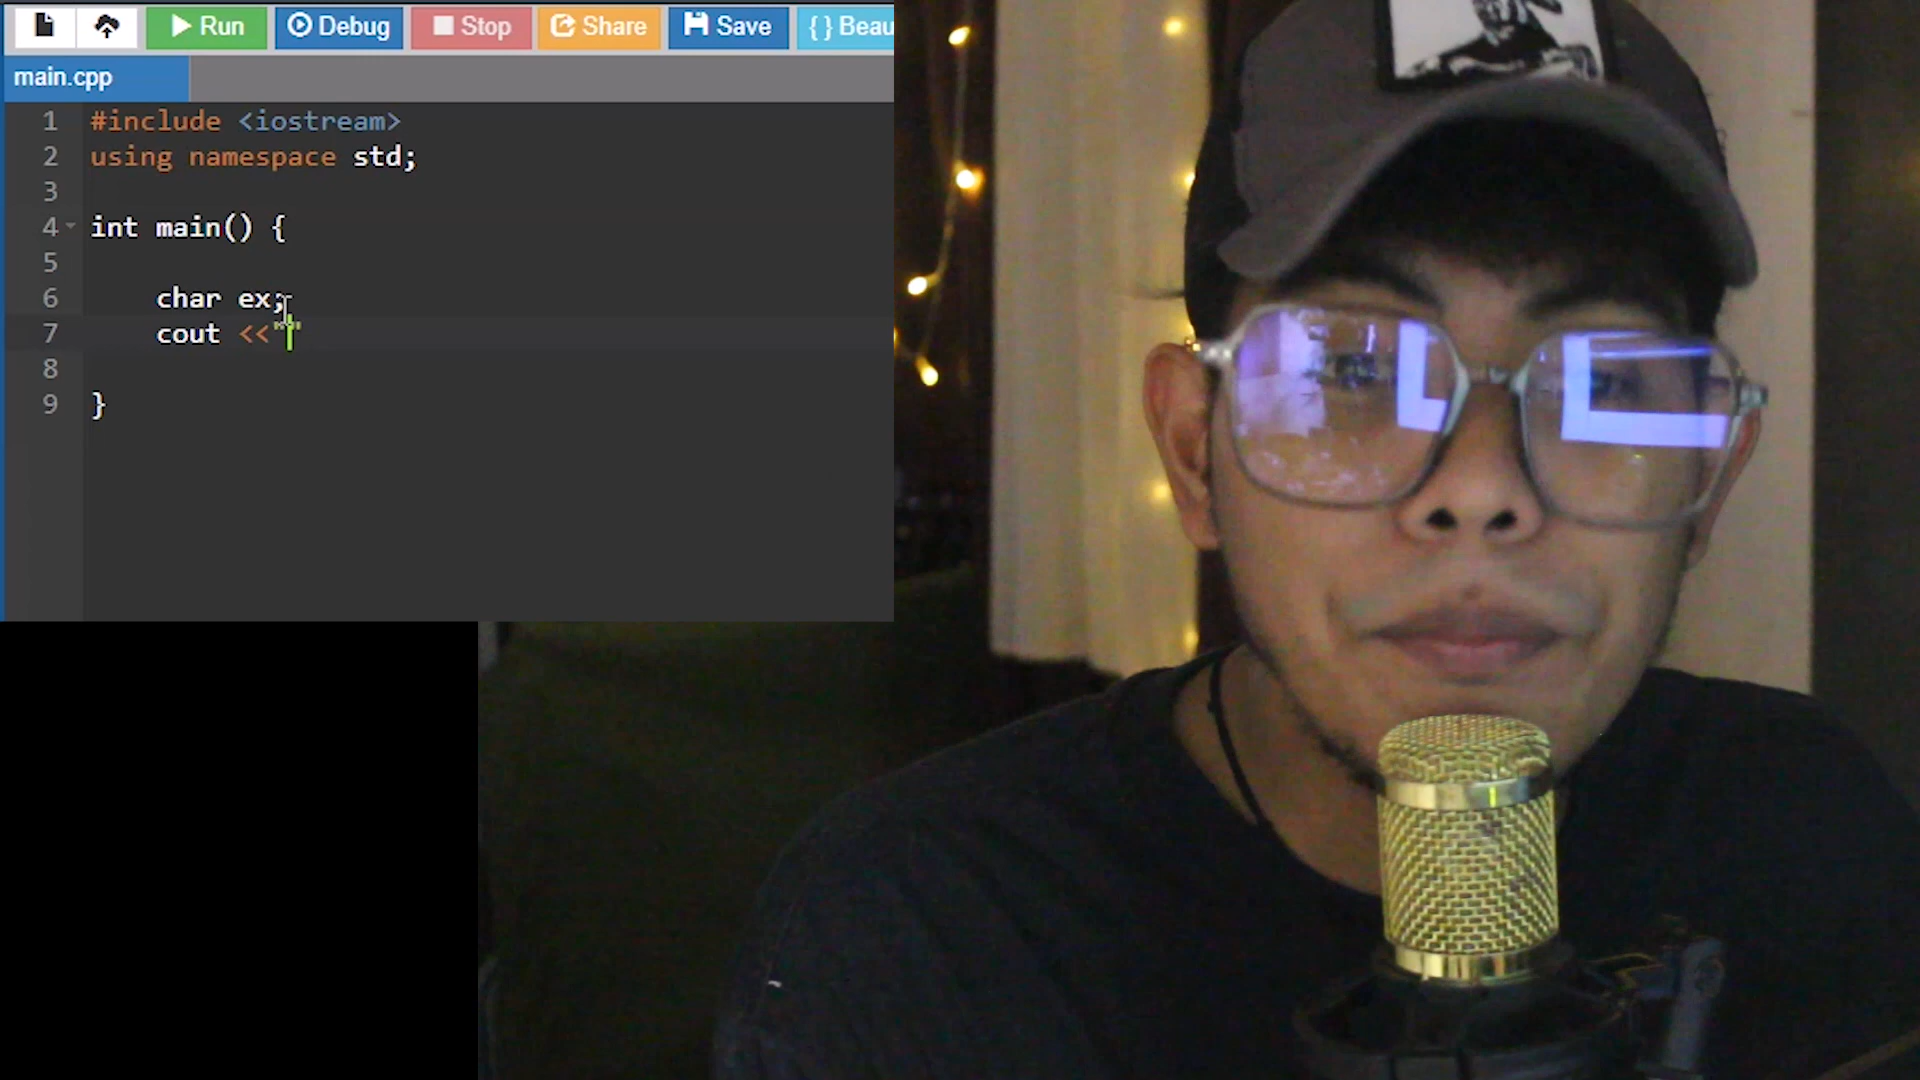 Run Debug Stop Share Save { } Beau
main.cpp
1 #include <iostream>
2 using namespace std;
3
4 int main() {
5
6 char ex;
7 cout <<""
8
9 }